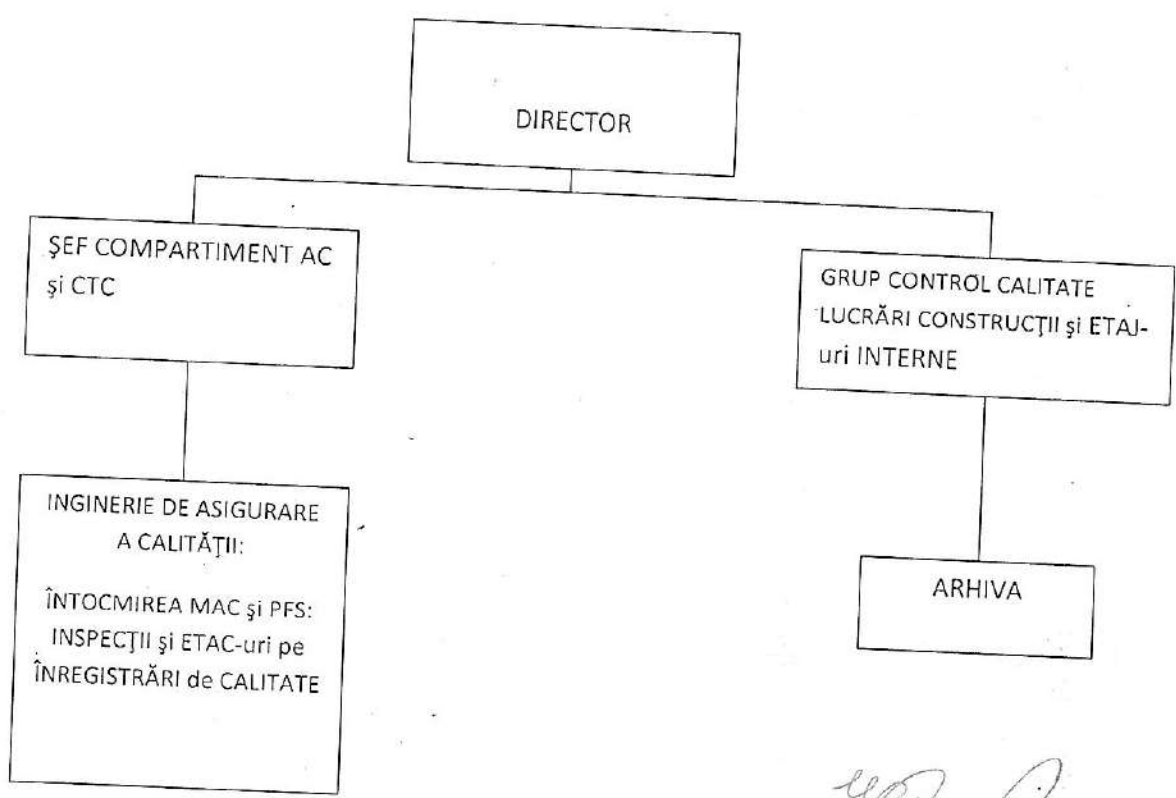 DIRECTOR
ŞEF COMPARTIMENT AC
şi CTC
GRUP CONTROL CALITATE
LUCRĂRI CONSTRUCŢII şi ETAJ-
uri INTERNE
INGINERIE DE ASIGURARE
A CALITĂŢII:
ÎNTOCMIREA MAC şi PFS:
INSPECŢII şi ETAC-uri pe
ÎNREGISTRĂRI de CALITATE
ARHIVA